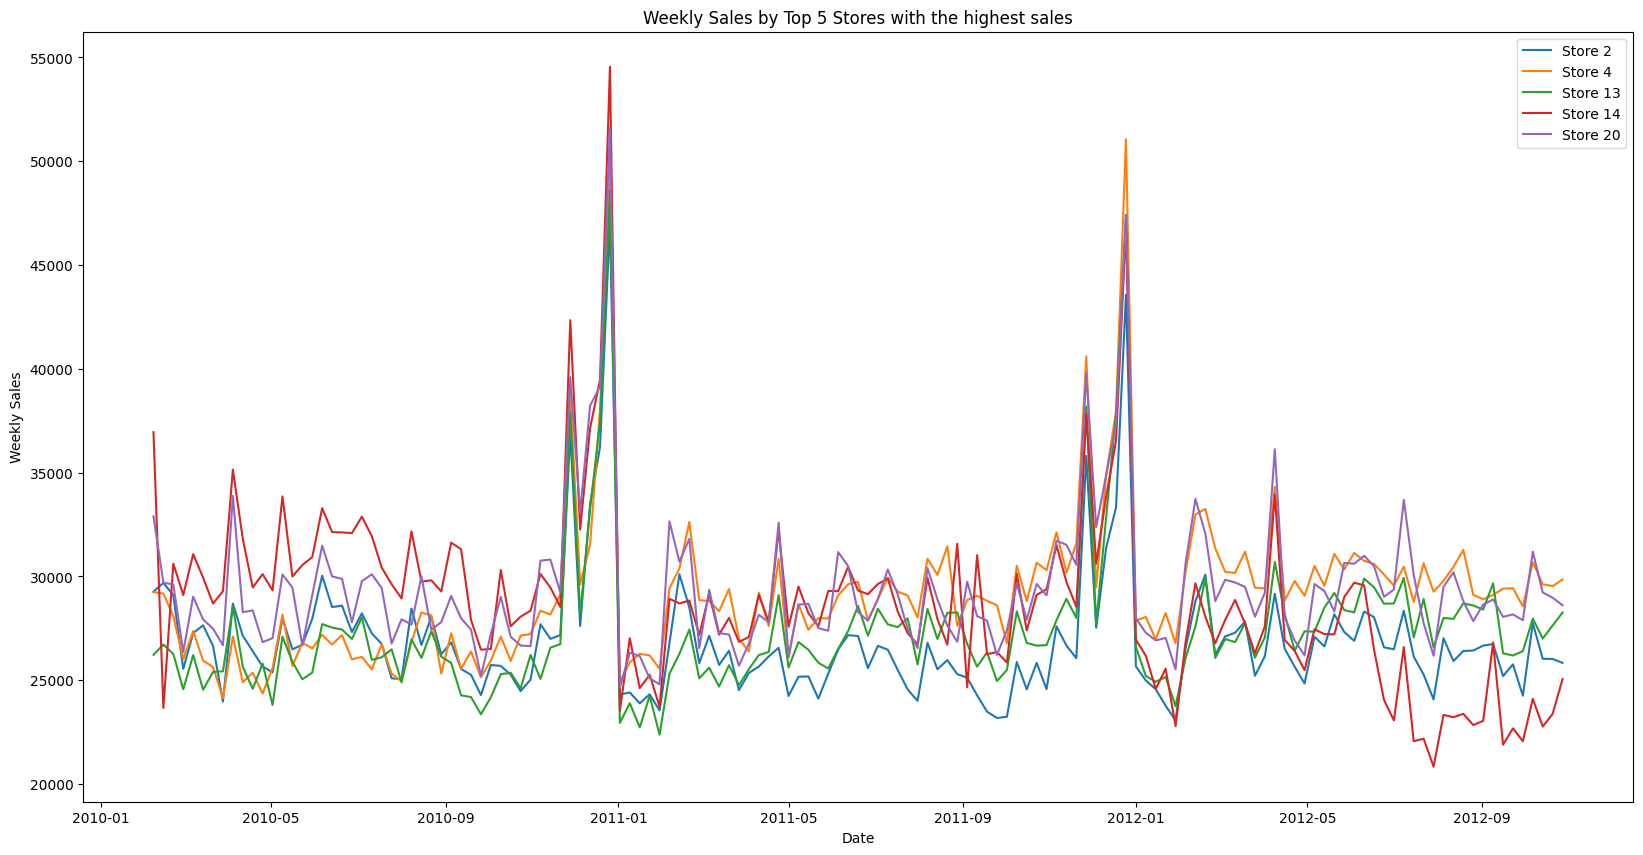 Weekly Sales by Top 5 Stores with the highest sales
Store 2
Store 4
Store 13
Store 14
Store 20
Weekly Sales
55000
50000
45000
40000
35000
30000
25000
20000
2010-01 2010-05 2010-09 2011-01 2011-05 2011-09 2012-01 2012-05 2012-09
Date